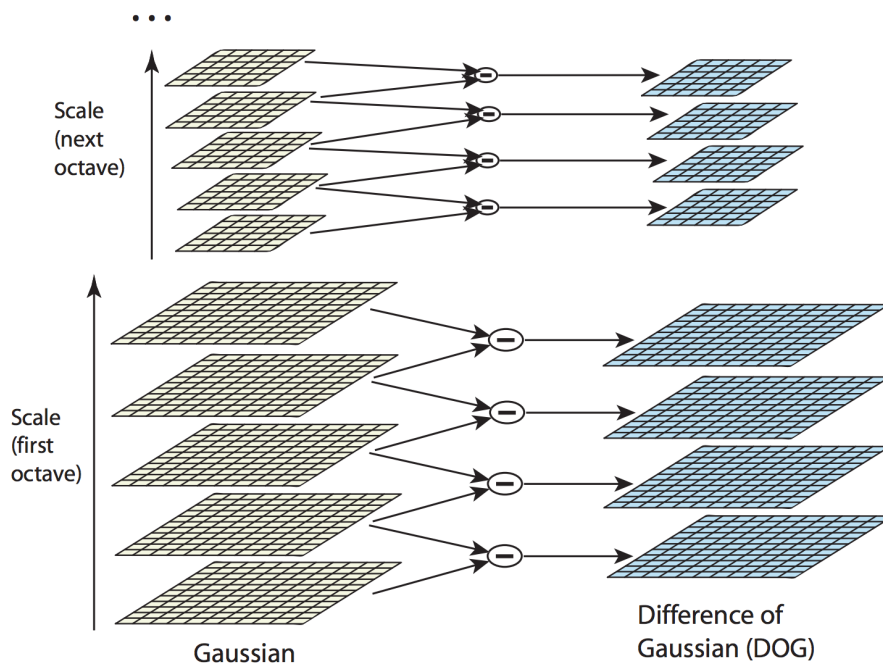 ...
Scale
(next
octave)
Scale
(first
octave)
Gaussian
Difference of
Gaussian (DOG)